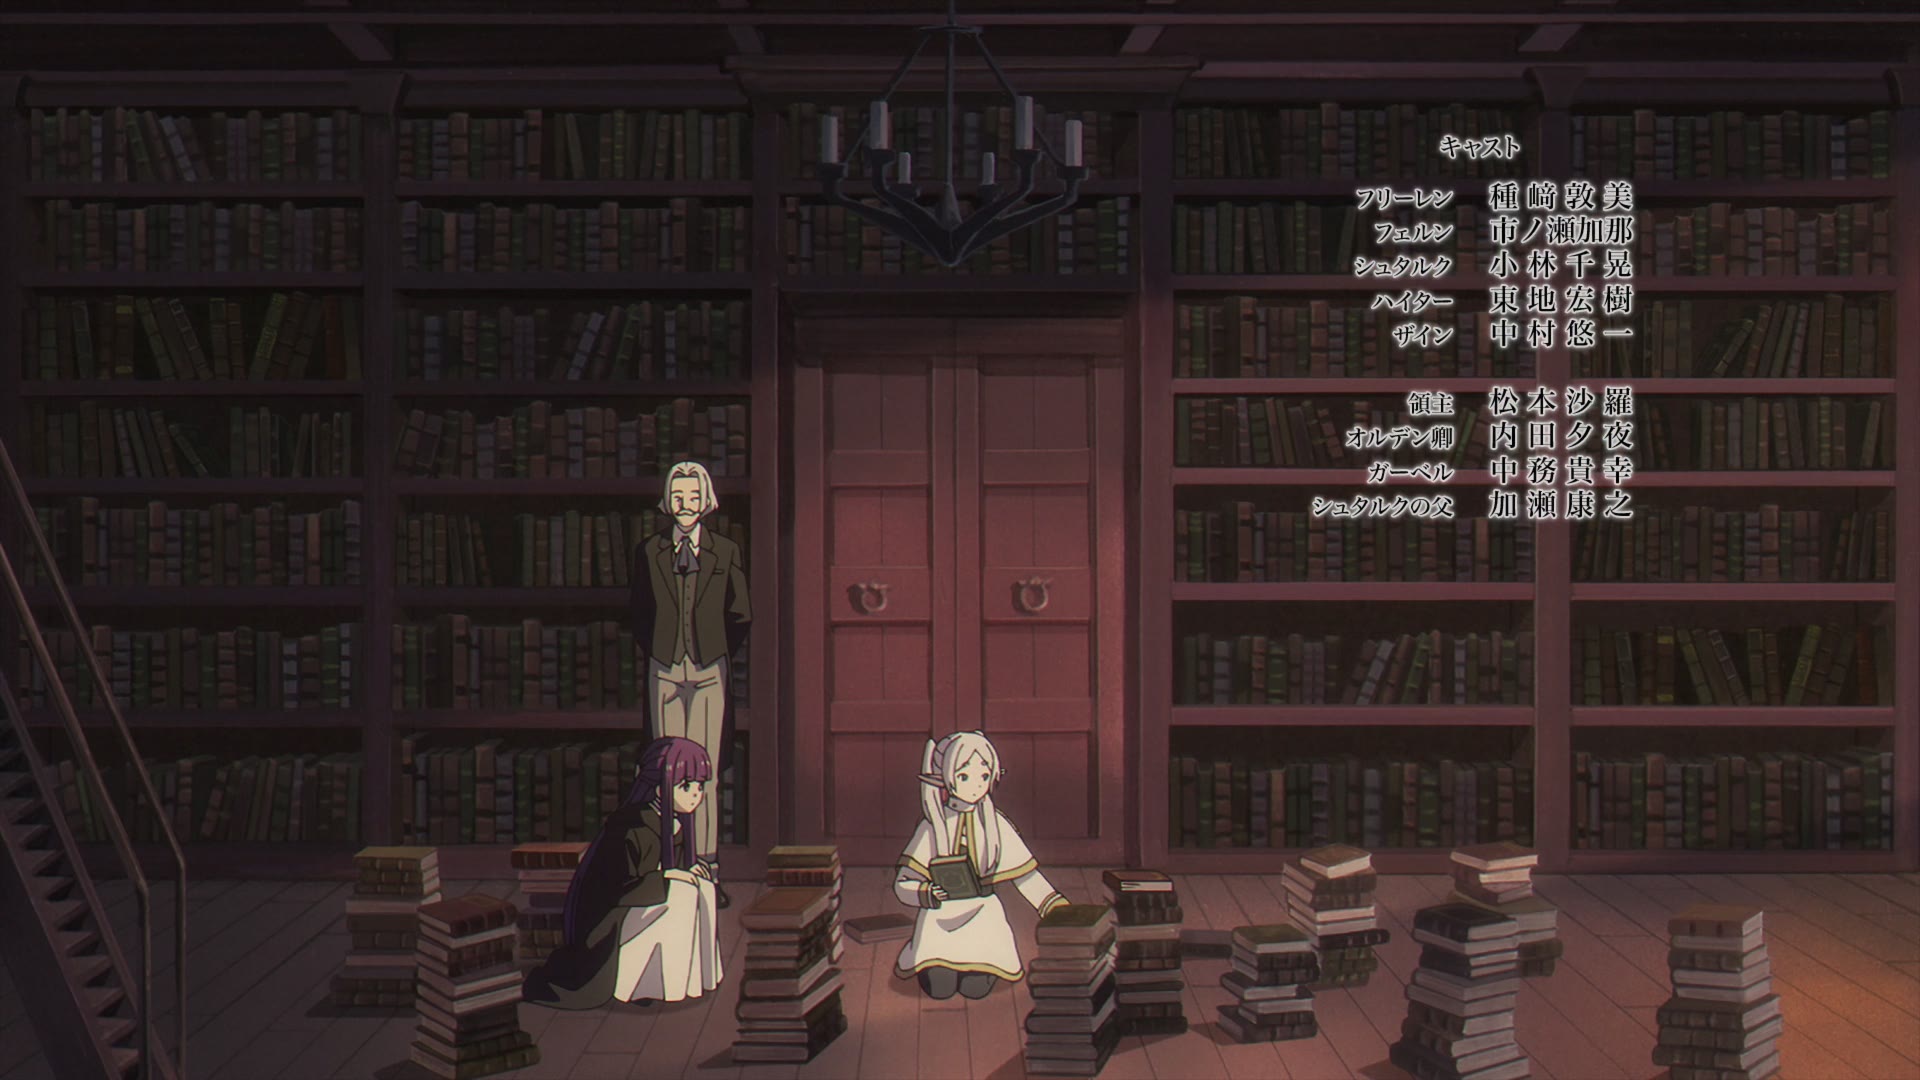 キャスト
フリーレン 種﨑敦美
フェルン 市ノ瀬加那
シュタルク 小林千晃
ハイター 東地宏樹
ザイン 中村悠一
領主 松本沙羅
オルデン卿 内田夕夜
ガーベル 中務貴幸
シュタルクの父 加瀬康之